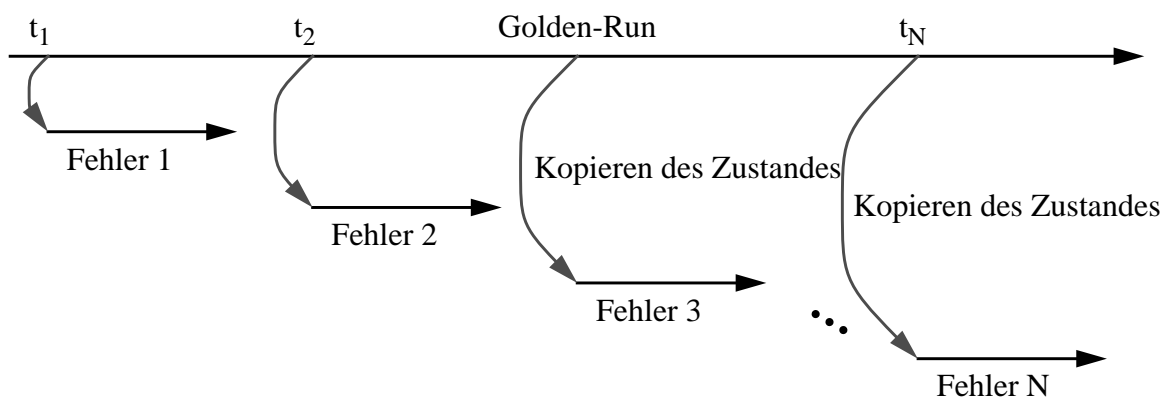 t1 t2 Golden-Run tN
Fehler 1
Kopieren des Zustandes
Kopieren des Zustandes
Fehler 2
Fehler 3
Fehler N